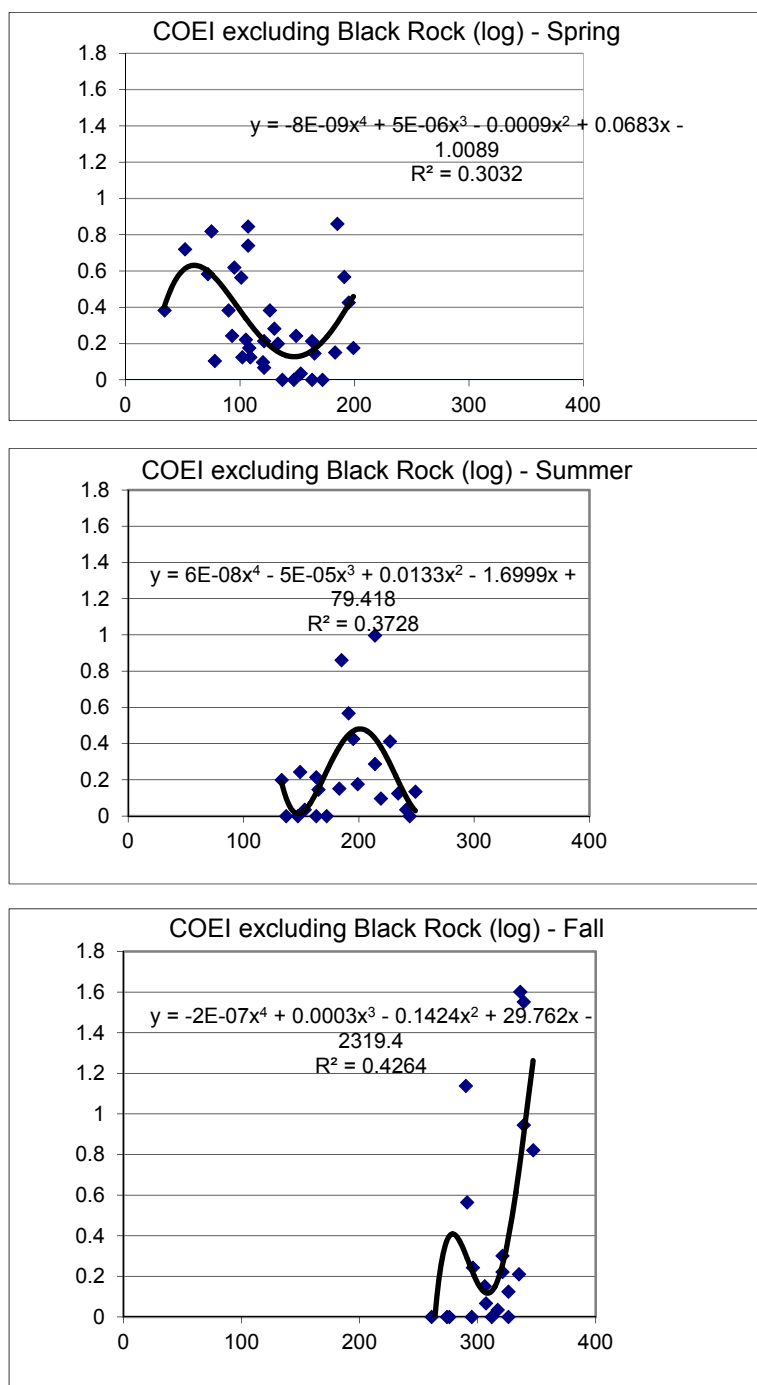 COEI excluding Black Rock (log) - Spring
1.8
1.6
1.4
1.2
1
0.8
0.6
0.4
0.2
0
y = -8E-09x⁴ + 5E-06x³ - 0.0009x² + 0.0683x -
1.0089
R² = 0.3032
0 100 200 300 400
COEI excluding Black Rock (log) - Summer
1.8
1.6
1.4
1.2
1
0.8
0.6
0.4
0.2
0
y = 6E-08x⁴ - 5E-05x³ + 0.0133x² - 1.6999x +
79.418
R² = 0.3728
0 100 200 300 400
COEI excluding Black Rock (log) - Fall
1.8
1.6
1.4
1.2
1
0.8
0.6
0.4
0.2
0
y = -2E-07x⁴ + 0.0003x³ - 0.1424x² + 29.762x -
2319.4
R² = 0.4264
0 100 200 300 400